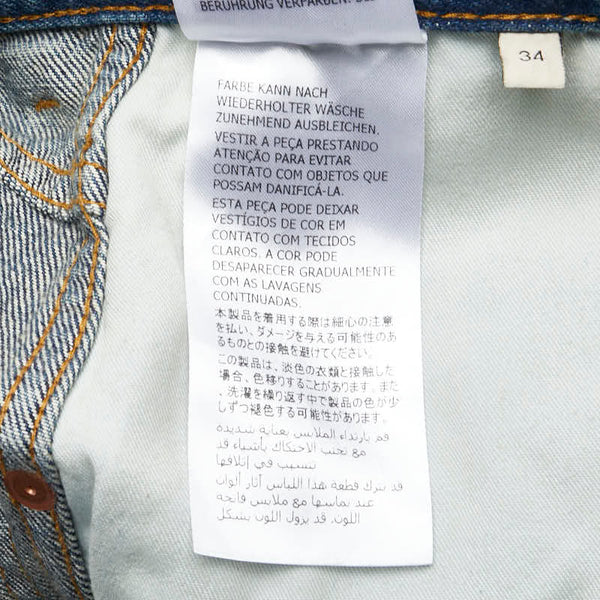 BERÜHRUNG VERFÄRBEN.
34
FARBE KANN NACH
WIEDERHOLTER WÄSCHE
ZUNEHMEND AUSBLEICHEN.
VESTIR A PEÇA PRESTANDO
ATENÇÃO PARA EVITAR
CONTATO COM OBJETOS QUE
POSSAM DANIFICÁ-LA.
ESTA PEÇA PODE DEIXAR
VESTÍGIOS DE COR EM
CONTATO COM TECIDOS
CLAROS. A COR PODE
DESAPARECER GRADUALMENTE
COM AS LAVAGENS
CONTINUADAS.
本製品を着用する際は細心の注意
を払い、ダメージを与える可能性のあ
るものとの接触を避けてください。
この製品は、淡色の衣類と接触した
場合、色移りすることがあります。また
、洗濯を繰り返す中で製品の色が少
しずつ褪色する可能性があります。
قم بارتداء الملابس بعناية شديدة
مع تجنب الاحتكاك بأشياء قد
تتسبب في إتلافها
قد تترك قطعة هذا اللباس آثار ألوان
عند تماسها مع ملابس فاتحة
اللون. قد يزول اللون بشكل